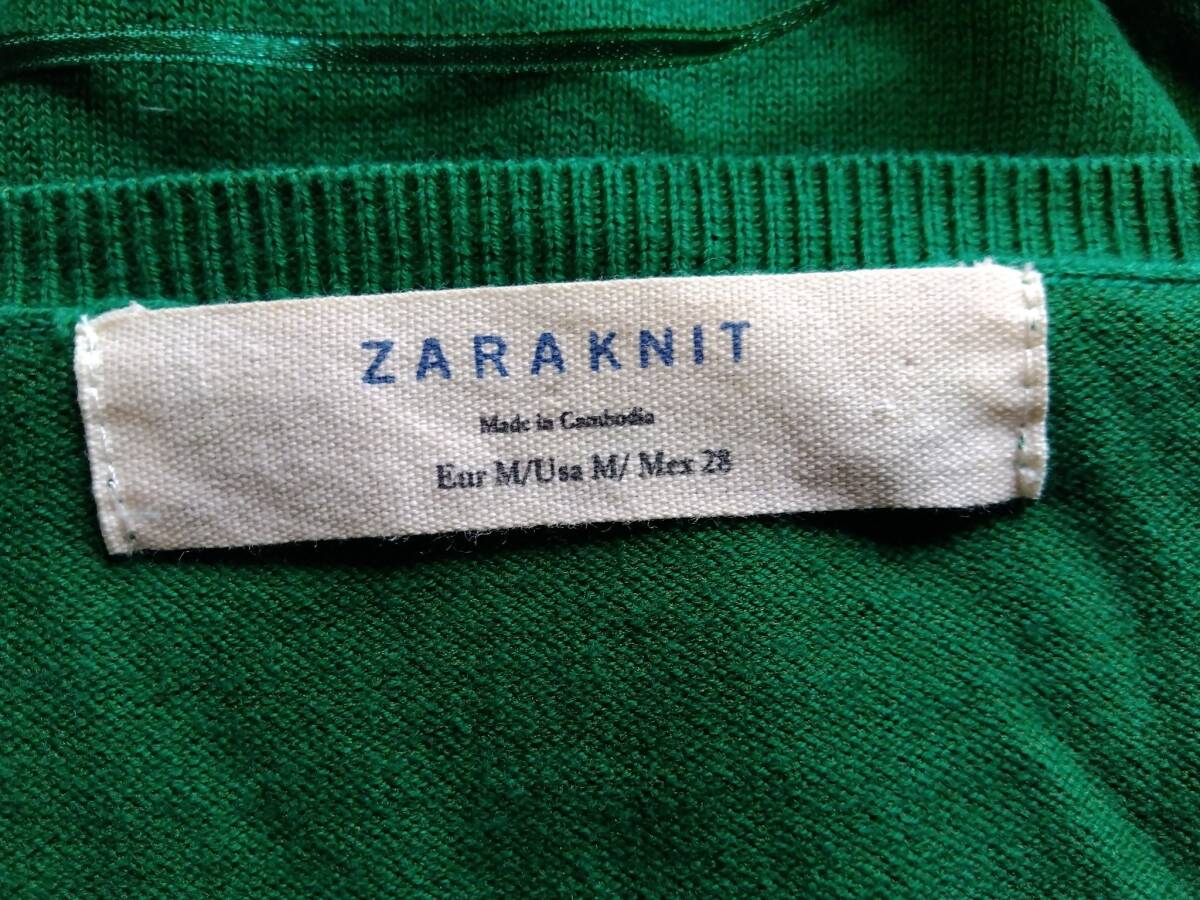 ZARAKNIT
Made in Cambodia
Eur M/Usa M/ Mex 28